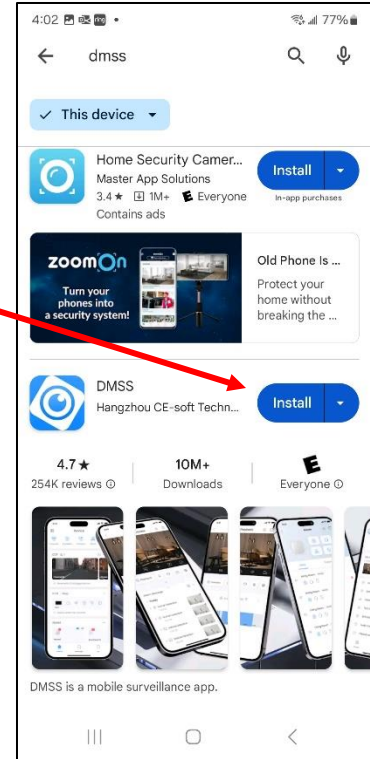 4:02 77%
dmss
This device
Home Security Camer...
Master App Solutions
3.4★ 1M+ Everyone
Contains ads
Install
In-app purchases
ZOOMOn
Turn your
phones into
a security system!
Old Phone Is ...
Protect your
home without
breaking the ...
DMSS
Hangzhou CE-soft Techn...
Install
4.7★ 10M+ E
254K reviews Downloads Everyone
DMSS is a mobile surveillance app.